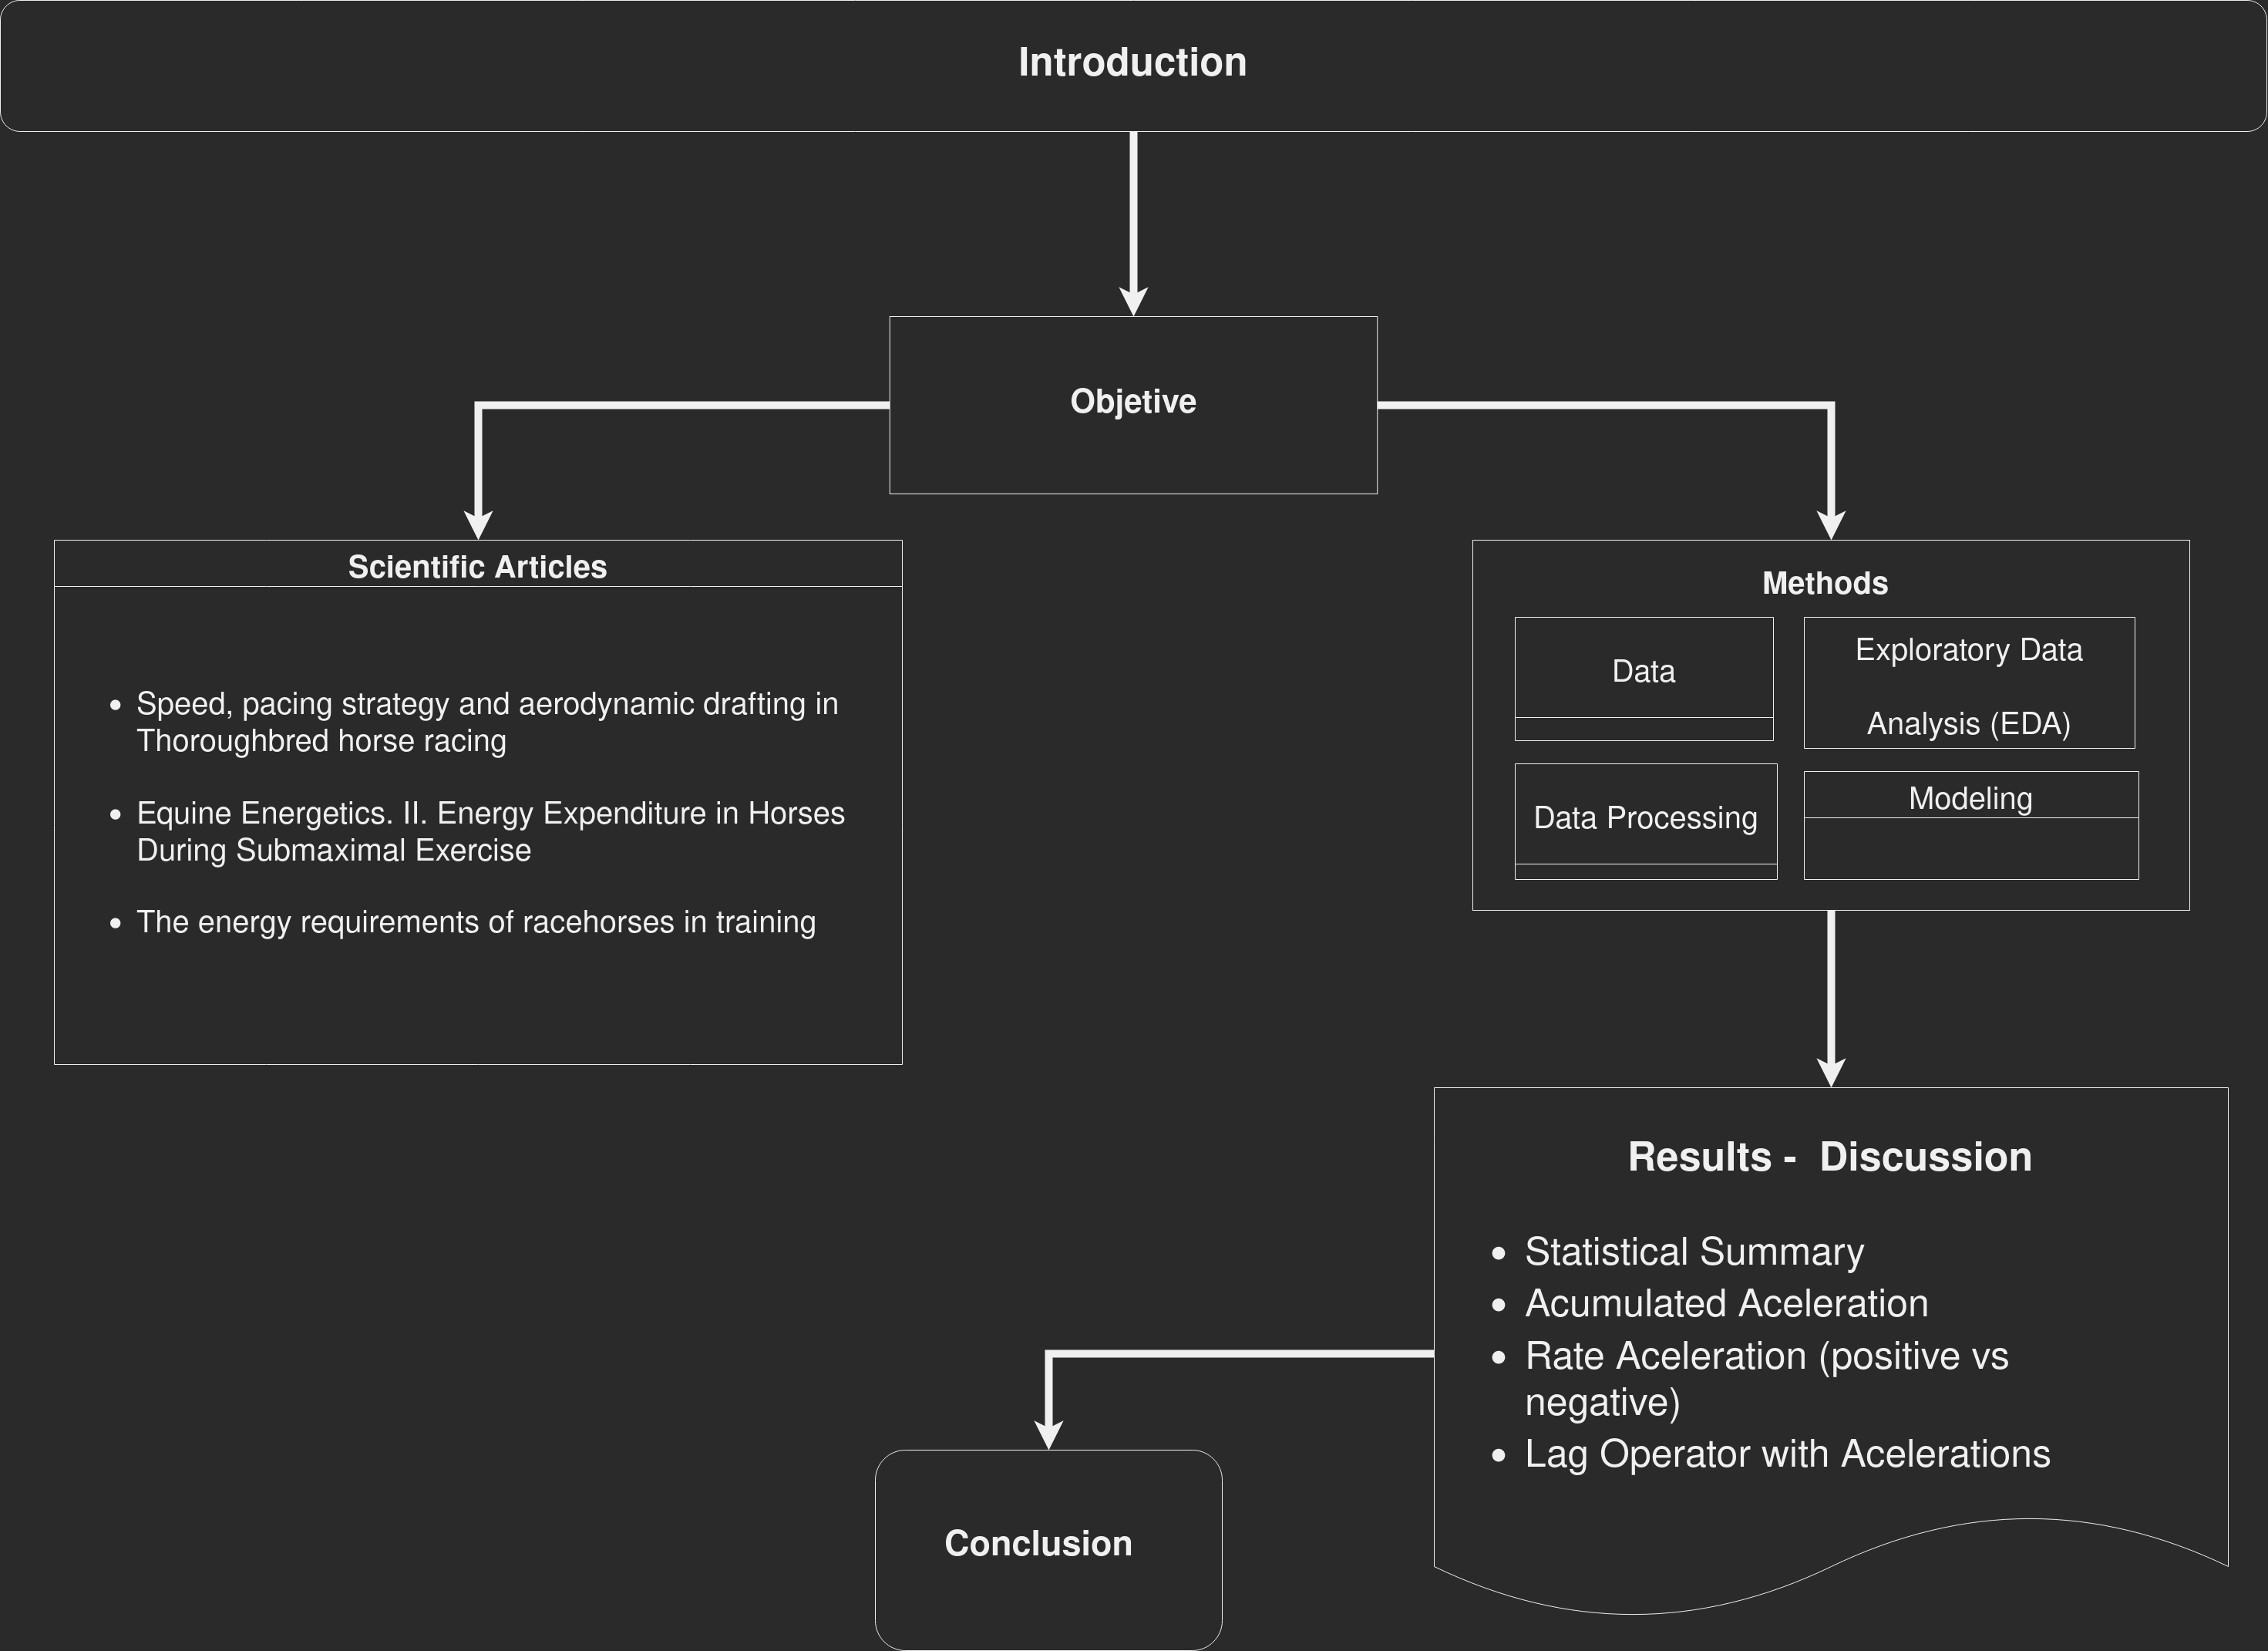 Introduction
Objetive
Scientific Articles
• Speed, pacing strategy and aerodynamic drafting in
Thoroughbred horse racing
• Equine Energetics. II. Energy Expenditure in Horses
During Submaximal Exercise
• The energy requirements of racehorses in training
Methods
Data
Exploratory Data
Analysis (EDA)
Data Processing
Modeling
Results -  Discussion
• Statistical Summary
• Acumulated Aceleration
• Rate Aceleration (positive vs
negative)
• Lag Operator with Acelerations
Conclusion